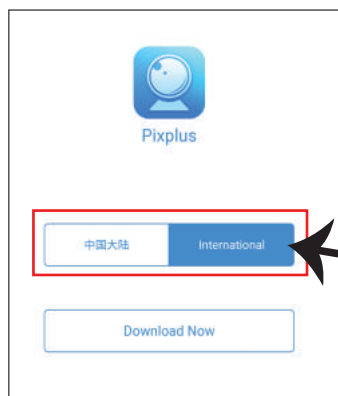 Pixplus
中国大陆 International
Download Now